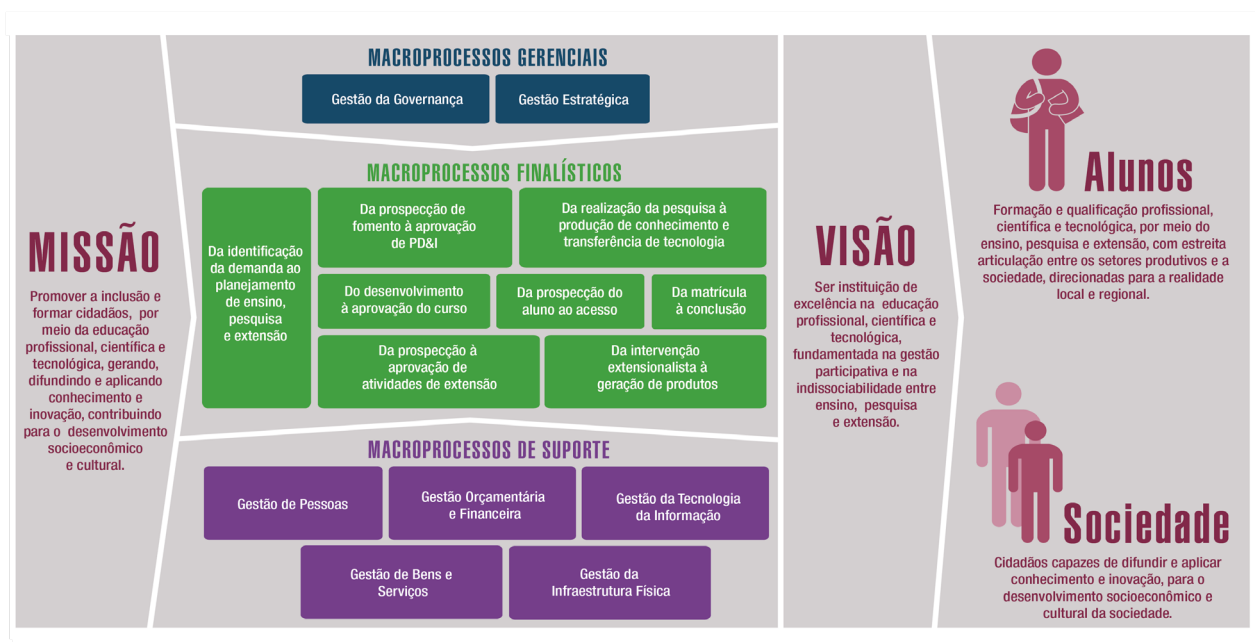 MISSÃO
Promover a inclusão e
formar cidadãos, por
meio da educação
profissional, científica e
tecnológica, gerando,
difundindo e aplicando
conhecimento e
inovação, contribuindo
para o desenvolvimento
socioeconômico
e cultural.
MACROPROCESSOS GERENCIAIS
Gestão da Governança
Gestão Estratégica
MACROPROCESSOS FINALÍSTICOS
Da identificação
da demanda ao
planejamento
de ensino,
pesquisa
e extensão
Da prospecção de
fomento à aprovação
de PD&I
Da realização da pesquisa à
produção de conhecimento e
transferência de tecnologia
Do desenvolvimento
à aprovação do curso
Da prospecção do
aluno ao acesso
Da matrícula
à conclusão
Da prospecção à
aprovação de
atividades de extensão
Da intervenção
extensionalista à
geração de produtos
MACROPROCESSOS DE SUPORTE
Gestão de Pessoas
Gestão Orçamentária
e Financeira
Gestão da Tecnologia
da Informação
Gestão de Bens e
Serviços
Gestão da
Infraestrutura Física
VISÃO
Ser instituição de
excelência na educação
profissional, científica e
tecnológica,
fundamentada na gestão
participativa e na
indissociabilidade entre
ensino, pesquisa
e extensão.
Alunos
Formação e qualificação profissional,
científica e tecnológica, por meio do
ensino, pesquisa e extensão, com estreita
articulação entre os setores produtivos e a
sociedade, direcionadas para a realidade
local e regional.
Sociedade
Cidadãos capazes de difundir e aplicar
conhecimento e inovação, para o
desenvolvimento socioeconômico e
cultural da sociedade.